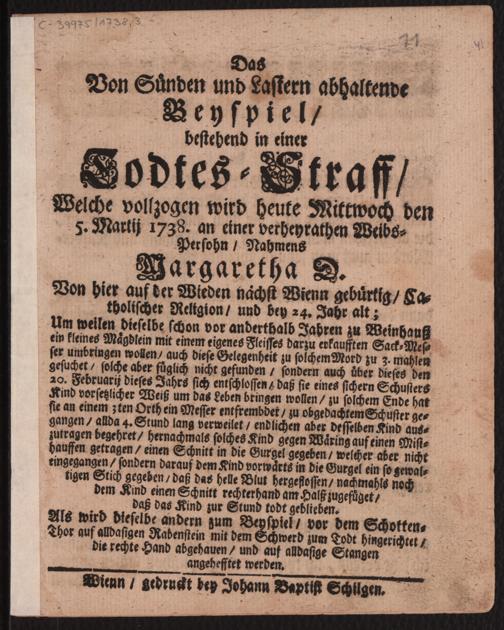 C-39975/1738,3
71
41
Das
Von Sünden und Lastern abhaltende
Beyspiel/
bestehend in einer
Todtes-Straff/
Welche vollzogen wird heute Mittwoch den
5. Martij 1738. an einer verheyrathen Weibs-
Persohn/ Nahmens
Margaretha D.
Von hier auf der Wieden nächst Wienn gebürtig/ Ca-
tholischer Religion/ und bey 24. Jahr alt;
Um weilen dieselbe schon vor anderthalb Jahren zu Weinhauß
ein kleines Mägdlein mit einem eigenes Fleisses darzu erkaufften Sack-Mes-
ser umbringen wollen/ auch diese Gelegenheit zu solchem Mord zu 3. mahlen
gesuchet/ solche aber füglich nicht gefunden/ sondern auch über dieses den
20. Februarij dieses Jahrs sich entschlossen/ daß sie eines sichern Schusters
Kind vorsetzlicher Weiß um das Leben bringen wollen/ zu solchem Ende hat
sie an einem 3ten Orth ein Messer entfrembdet/ zu obgedachtem Schuster ge-
gangen/ allda 4. Stund lang verweilet/ endlichen aber desselben Kind aus-
zutragen begehret/ hernachmals solches Kind gegen Wäring auf einen Mist-
hauffen getragen/ einen Schnitt in die Gurgel gegeben/ welcher aber nicht
eingegangen/ sondern darauf dem Kind vorwärts in die Gurgel ein so gewal-
tigen Stich gegeben/ daß das helle Blut hergeflossen/ nachmahls noch
dem Kind einen Schnitt rechterhand am Halß zugefüget/
daß das Kind zur Stund todt geblieben.
Als wird dieselbe andern zum Beyspiel/ vor dem Schotten-
Thor auf alldasigen Rabenstein mit dem Schwerd zum Todt hingerichtet/
die rechte Hand abgehauen/ und auf alldasige Stangen
angehefftet werden.
Wienn/ gedruckt bey Johann Baptist Schilgen.